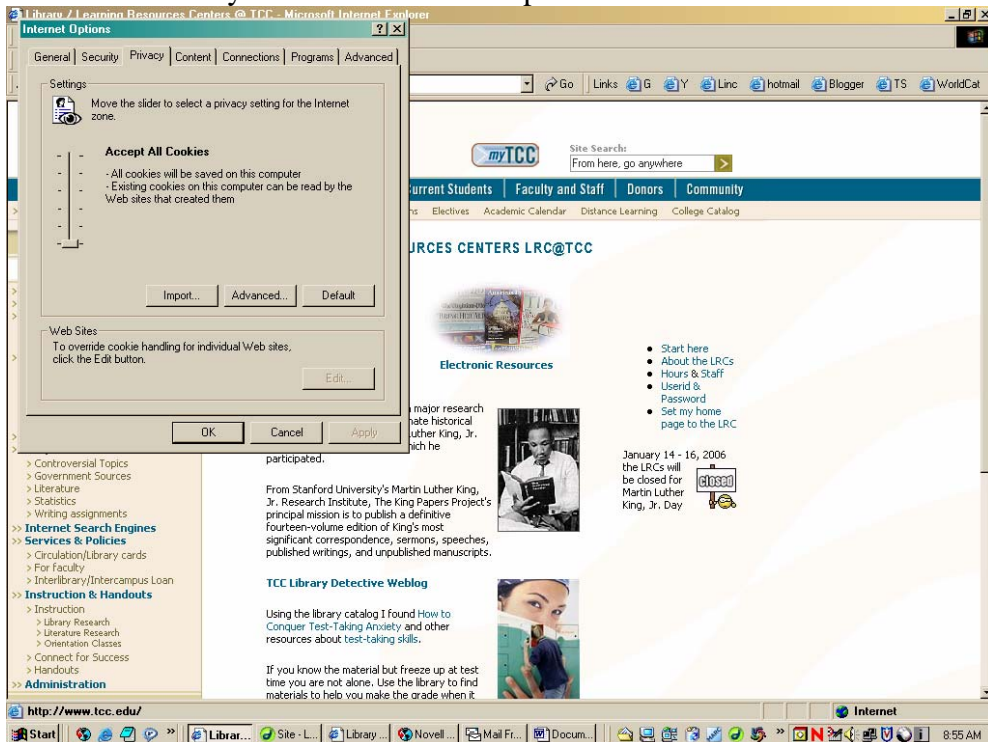 Library / Learning Resources Centers @ TCC - Microsoft Internet Explorer
Internet Options
General Security Privacy Content Connections Programs Advanced
Settings
Move the slider to select a privacy setting for the Internet
zone.
Accept All Cookies
- All cookies will be saved on this computer
- Existing cookies on this computer can be read by the
Web sites that created them
Import... Advanced... Default
Web Sites
To override cookie handling for individual Web sites,
click the Edit button.
Edit...
OK Cancel Apply
Go Links G Y Linc hotmail Blogger TS WorldCat
myTCC
Site Search:
From here, go anywhere
Current Students Faculty and Staff Donors Community
Electives Academic Calendar Distance Learning College Catalog
URCES CENTERS LRC@TCC
Electronic Resources
Start here
About the LRCs
Hours & Staff
Userid &
Password
Set my home
page to the LRC
January 14 - 16, 2006
the LRCs will
be closed for
Martin Luther
King, Jr. Day
closed
major research
historical
Luther King, Jr.
which he
participated.
From Stanford University's Martin Luther King,
Jr. Research Institute, The King Papers Project's
principal mission is to publish a definitive
fourteen-volume edition of King's most
significant correspondence, sermons, speeches,
published writings, and unpublished manuscripts.
TCC Library Detective Weblog
Using the library catalog I found How to
Conquer Test-Taking Anxiety and other
resources about test-taking skills.
If you know the material but freeze up at test
time you are not alone. Use the library to find
materials to help you make the grade when it
> Controversial Topics
> Government Sources
> Literature
> Statistics
> Writing assignments
>> Internet Search Engines
>> Services & Policies
> Circulation/Library cards
> For faculty
> Interlibrary/Intercampus Loan
>> Instruction & Handouts
> Instruction
> Library Research
> Literature Research
> Orientation Classes
> Connect for Success
> Handouts
>> Administration
http://www.tcc.edu/ Internet
Start Librar... Site - L... Library ... Novell ... Mail Fr... Docum... 8:55 AM